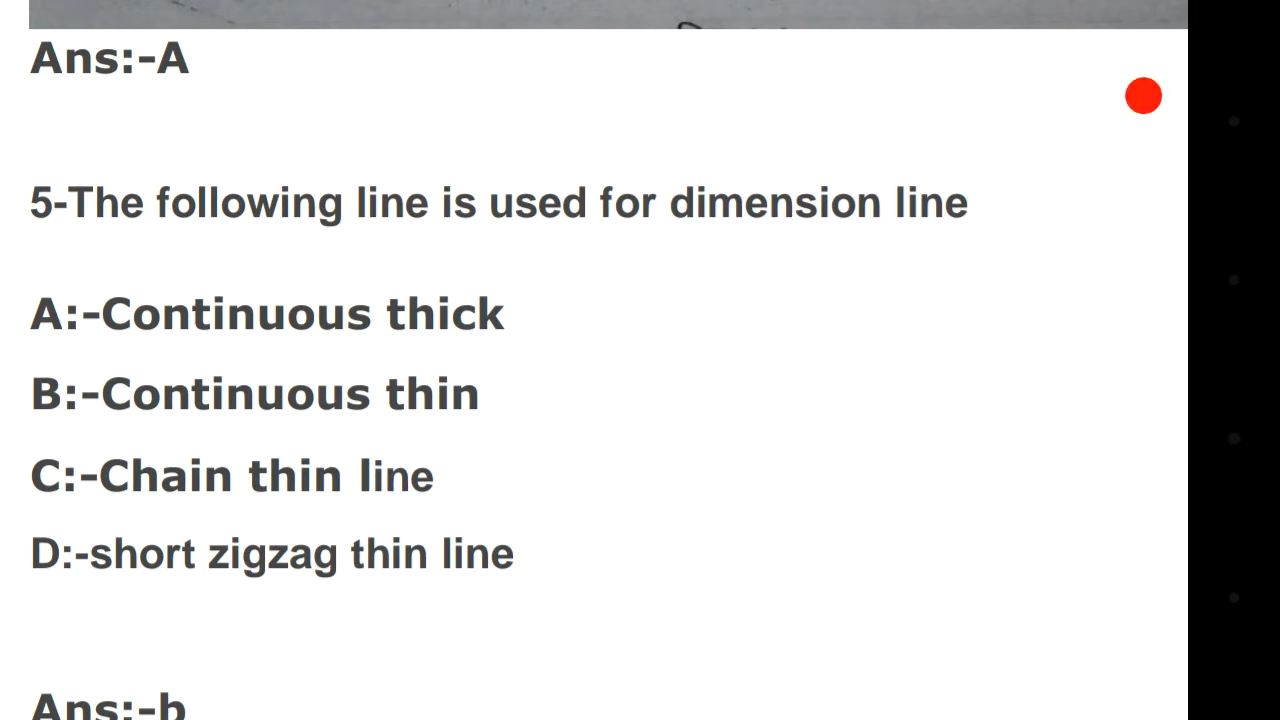 Ans:-A
5-The following line is used for dimension line
A:-Continuous thick
B:-Continuous thin
C:-Chain thin line
D:-short zigzag thin line
Ans:-b